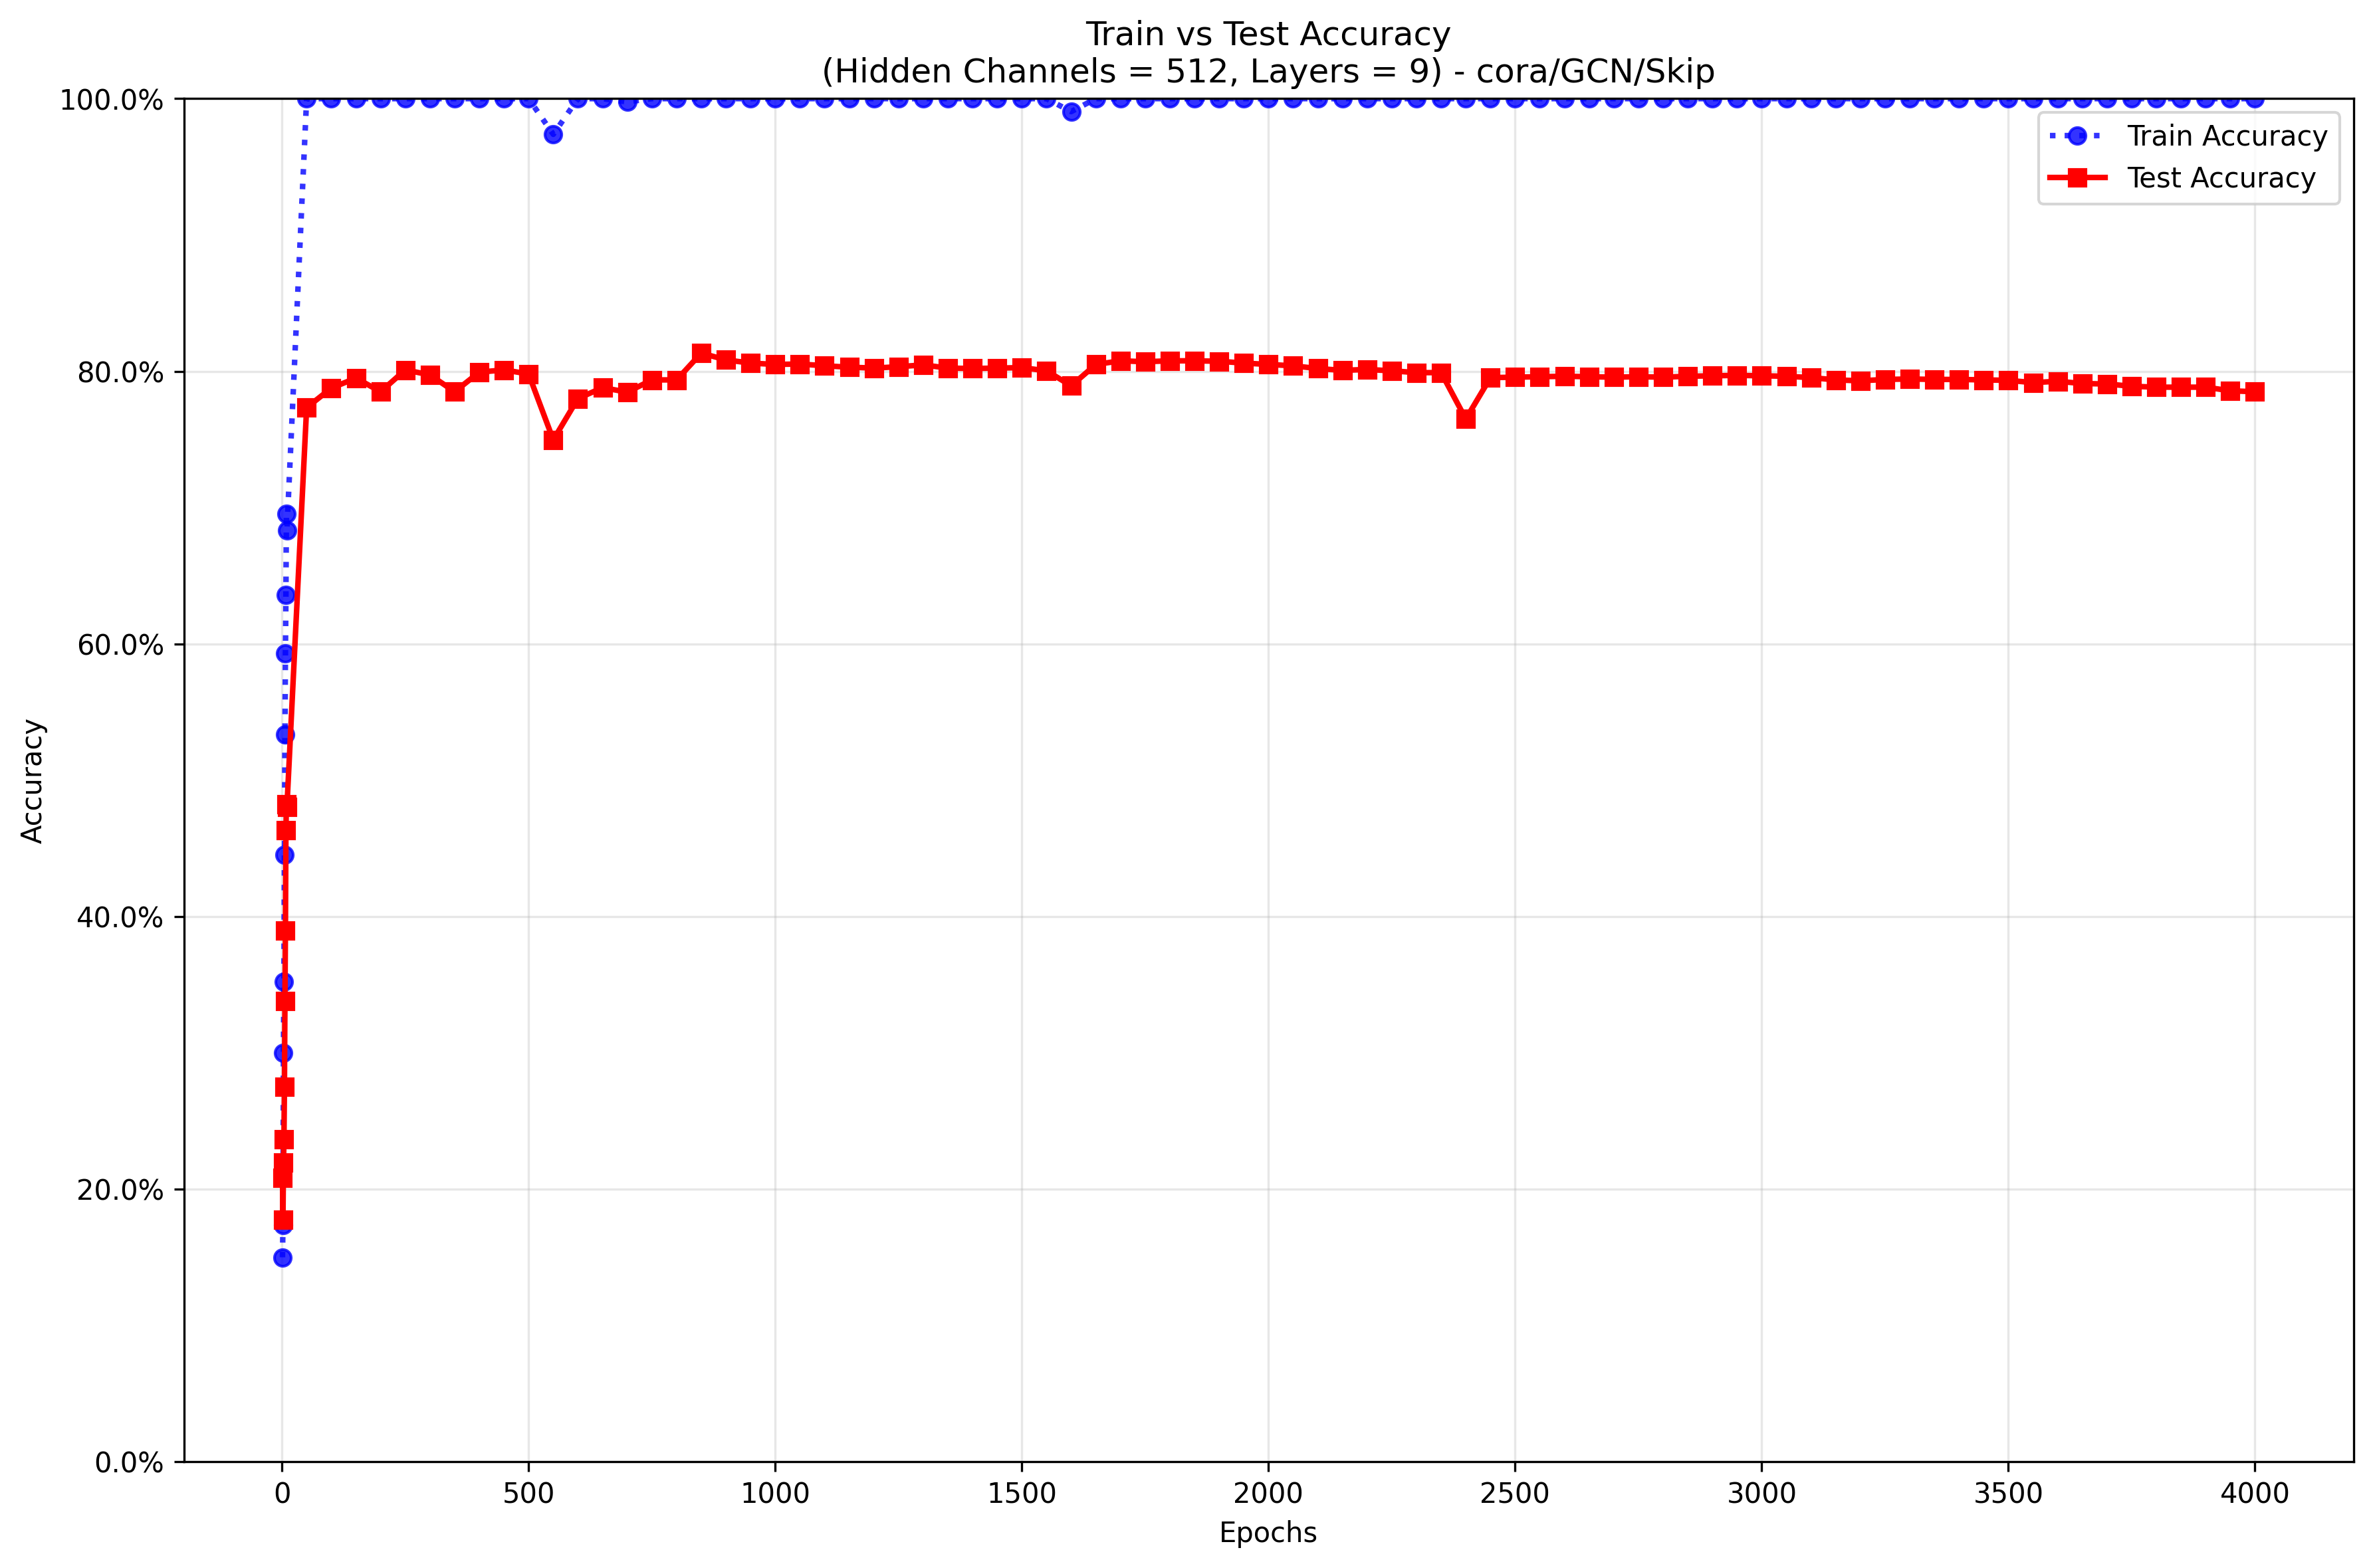 Train vs Test Accuracy
(Hidden Channels = 512, Layers = 9) - cora/GCN/Skip
100.0%
80.0%
60.0%
40.0%
20.0%
0.0%
Accuracy
Train Accuracy
Test Accuracy
0 500 1000 1500 2000 2500 3000 3500 4000
Epochs